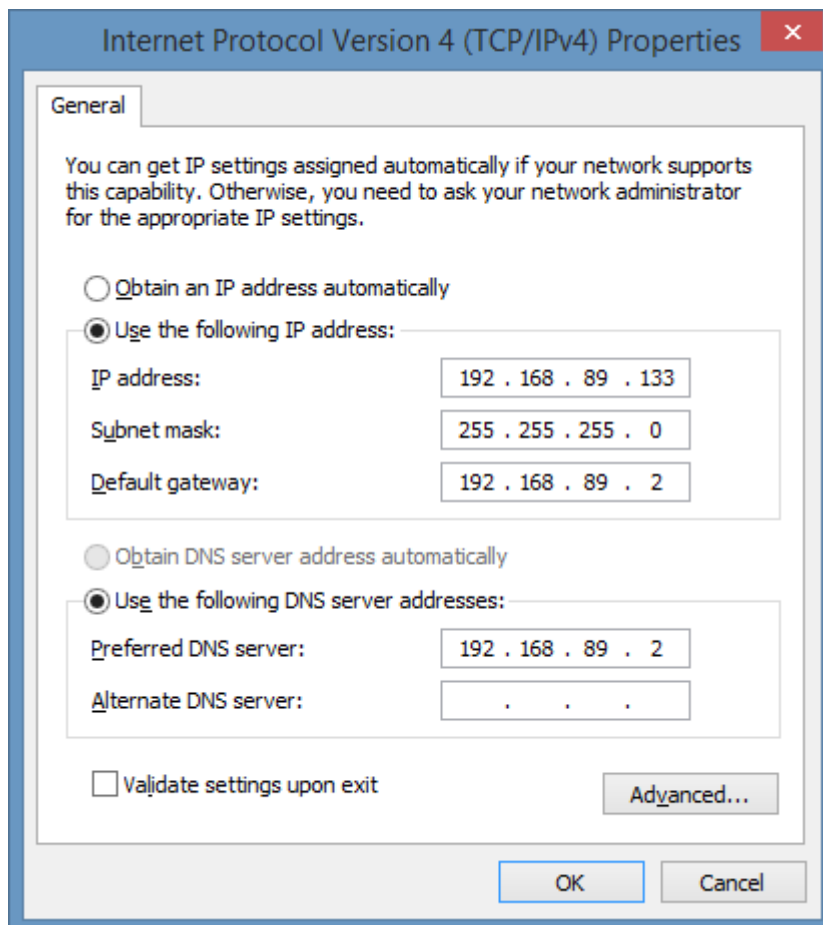 Internet Protocol Version 4 (TCP/IPv4) Properties
General
You can get IP settings assigned automatically if your network supports
this capability. Otherwise, you need to ask your network administrator
for the appropriate IP settings.
Obtain an IP address automatically
Use the following IP address:
IP address: 192 . 168 . 89 . 133
Subnet mask: 255 . 255 . 255 . 0
Default gateway: 192 . 168 . 89 . 2
Obtain DNS server address automatically
Use the following DNS server addresses:
Preferred DNS server: 192 . 168 . 89 . 2
Alternate DNS server: . . .
Validate settings upon exit
Advanced...
OK Cancel